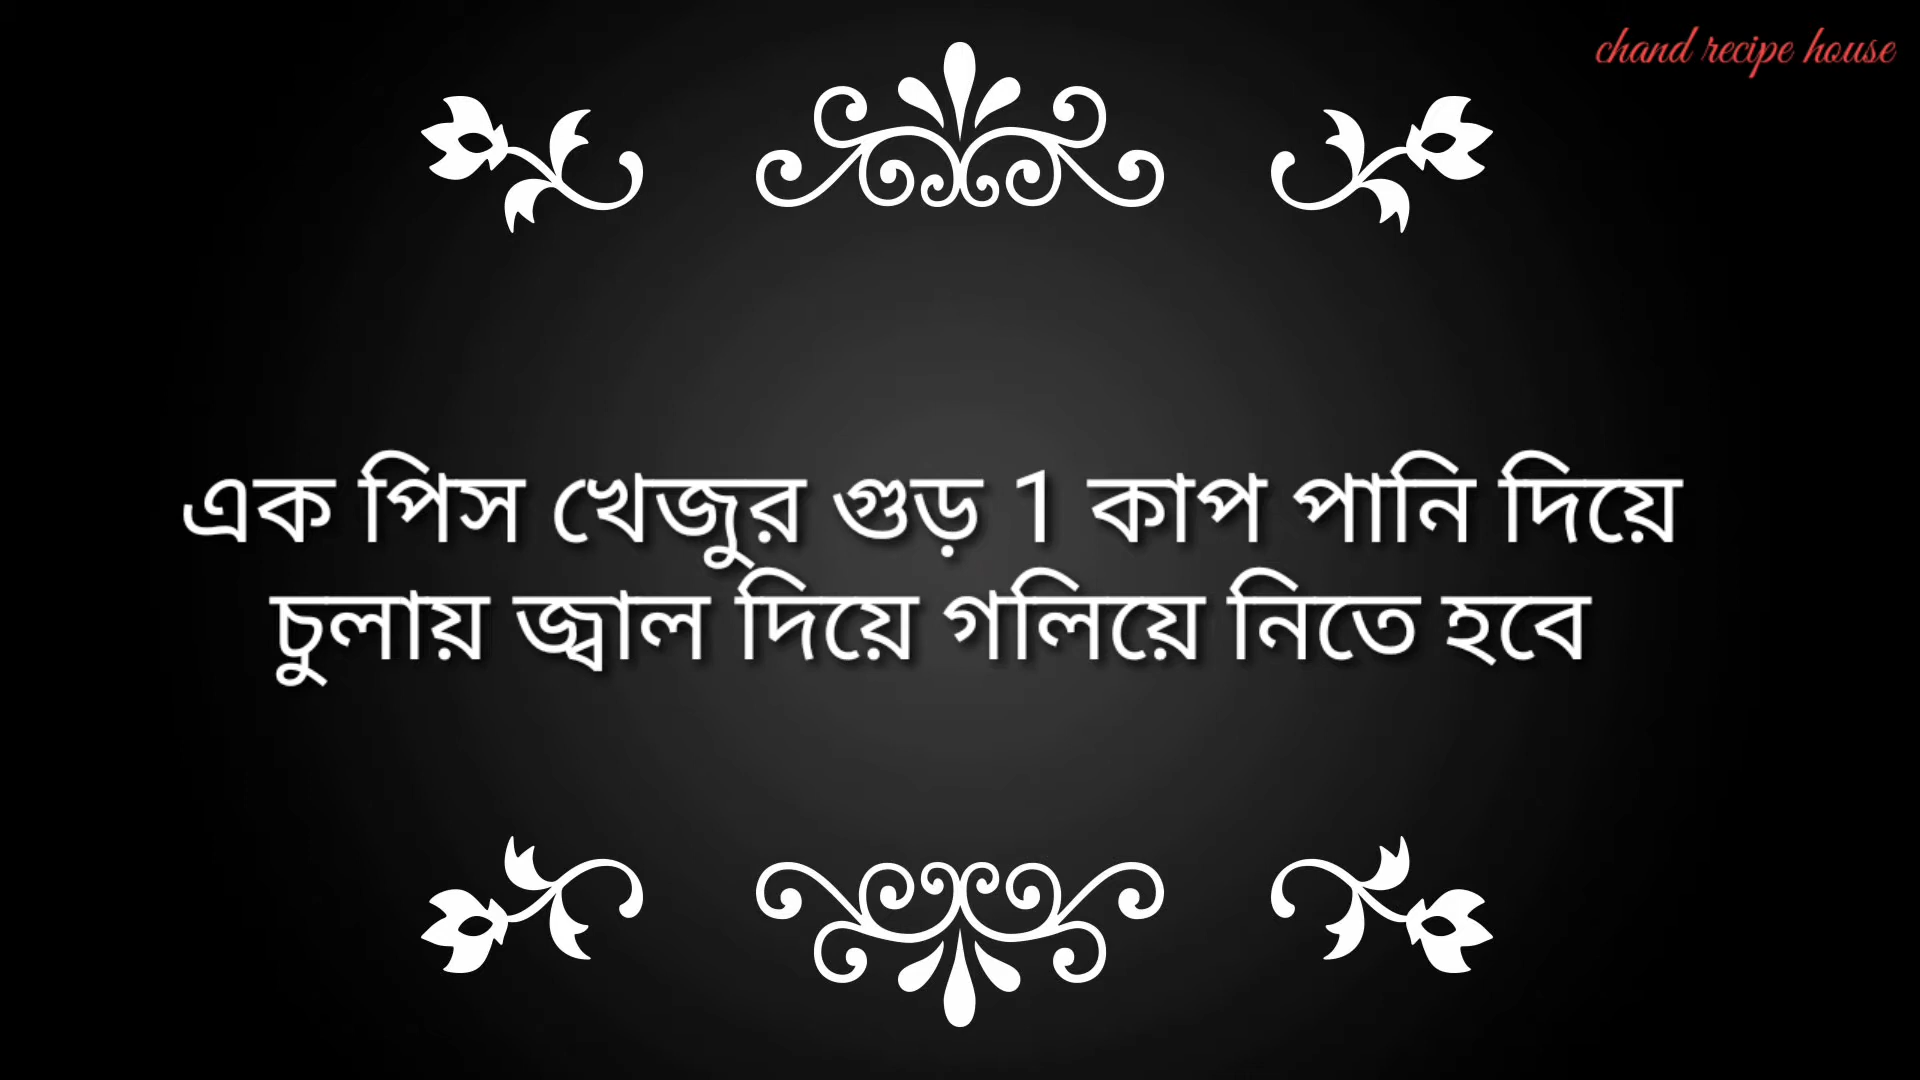 chand recipe house
এক পিস খেজুর গুড় 1 কাপ পানি দিয়ে
চুলায় জ্বাল দিয়ে গলিয়ে নিতে হবে